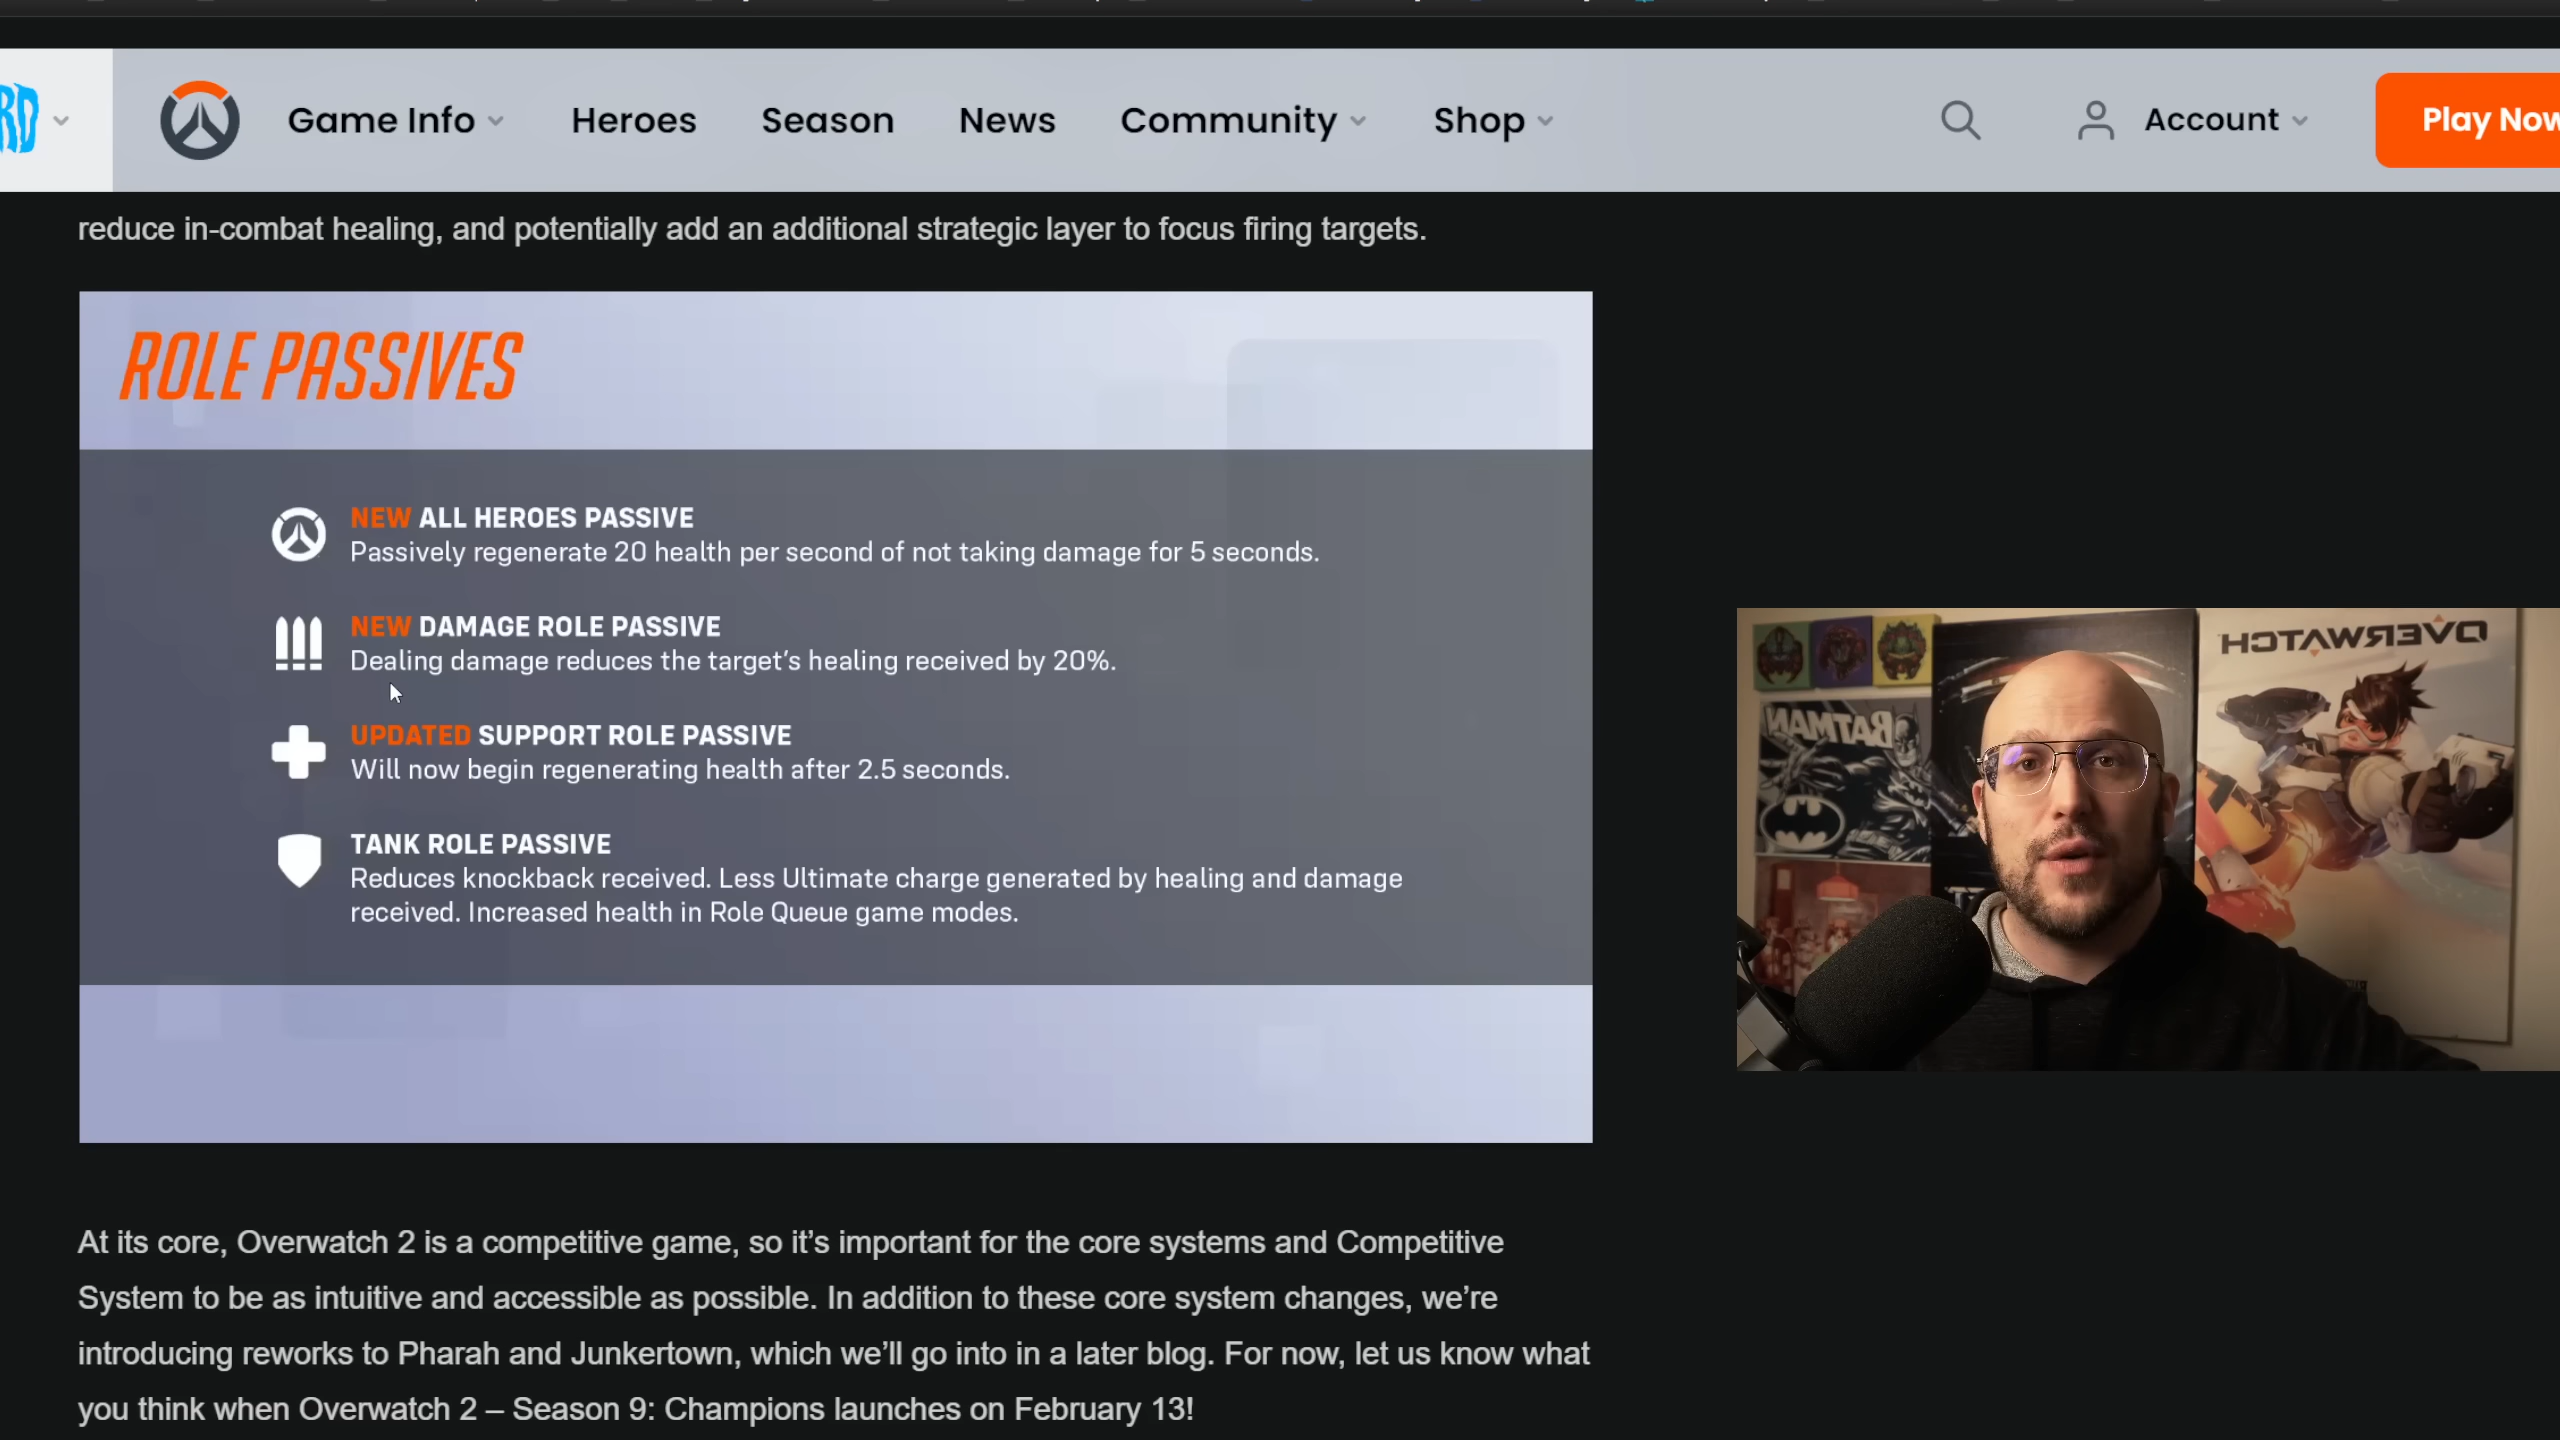 RD
Game Info
Heroes
Season
News
Community
Shop
Account
Play Now
reduce in-combat healing, and potentially add an additional strategic layer to focus firing targets.
ROLE PASSIVES
NEW ALL HEROES PASSIVE
Passively regenerate 20 health per second of not taking damage for 5 seconds.
NEW DAMAGE ROLE PASSIVE
Dealing damage reduces the target's healing received by 20%.
UPDATED SUPPORT ROLE PASSIVE
Will now begin regenerating health after 2.5 seconds.
TANK ROLE PASSIVE
Reduces knockback received. Less Ultimate charge generated by healing and damage
received. Increased health in Role Queue game modes.
OVERWATCH
BATMAN
At its core, Overwatch 2 is a competitive game, so it's important for the core systems and Competitive
System to be as intuitive and accessible as possible. In addition to these core system changes, we're
introducing reworks to Pharah and Junkertown, which we'll go into in a later blog. For now, let us know what
you think when Overwatch 2 – Season 9: Champions launches on February 13!